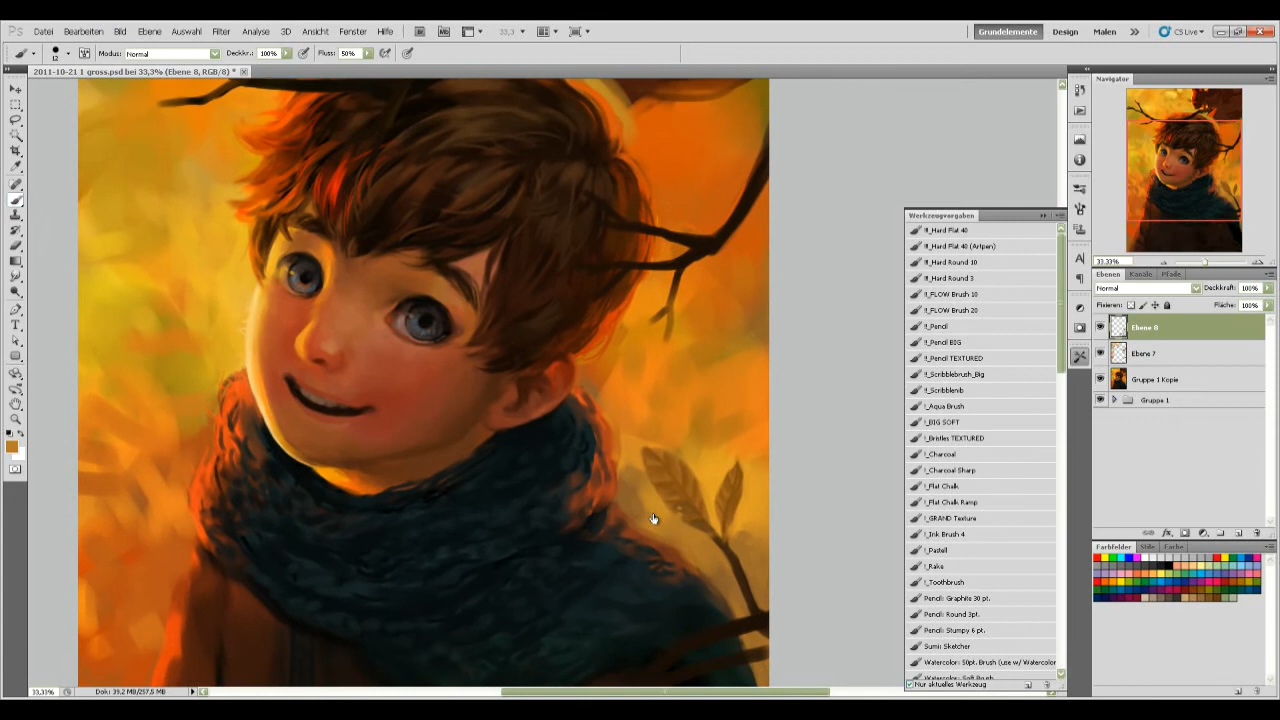 Ps Datei Bearbeiten Bild Ebene Auswahl Filter Analyse 3D Ansicht Fenster Hilfe Br Mb 33,3 Grundelemente Design Malen CS Live
12 Modus: Normal Deckkr.: 100% Fluss: 50%
2011-10-21 1 gross.psd bei 33,3% (Ebene 8, RGB/8) *
Navigator
33.33%
Werkzeugvorgaben
!!!_Hard Flat 40
!!!_Hard Flat 40 (Artpen)
!!!_Hard Round 10
!!!_Hard Round 3
!!_FLOW Brush 10
!!_FLOW Brush 20
!!_Pencil
!!_Pencil BIG
!!_Pencil TEXTURED
!!_Scribblebrush_Big
!!_Scribblenib
!_Aqua Brush
!_BIG SOFT
!_Bristles TEXTURED
!_Charcoal
!_Charcoal Sharp
!_Flat Chalk
!_Flat Chalk Ramp
!_GRAND Texture
!_Ink Brush 4
!_Pastell
!_Rake
!_Toothbrush
Pencil: Graphite 30 pt.
Pencil: Round 3pt.
Pencil: Stumpy 6 pt.
Sumi: Sketcher
Watercolor: 50pt. Brush (use w/ Watercolor
Nur aktuelles Werkzeug
Ebenen Kanäle Pfade
Normal Deckkraft: 100%
Fixieren: Fläche: 100%
Ebene 8
Ebene 7
Gruppe 1 Kopie
Gruppe 1
Farbfelder Stile Farbe
33,33% Dok: 39,2 MB/257,5 MB